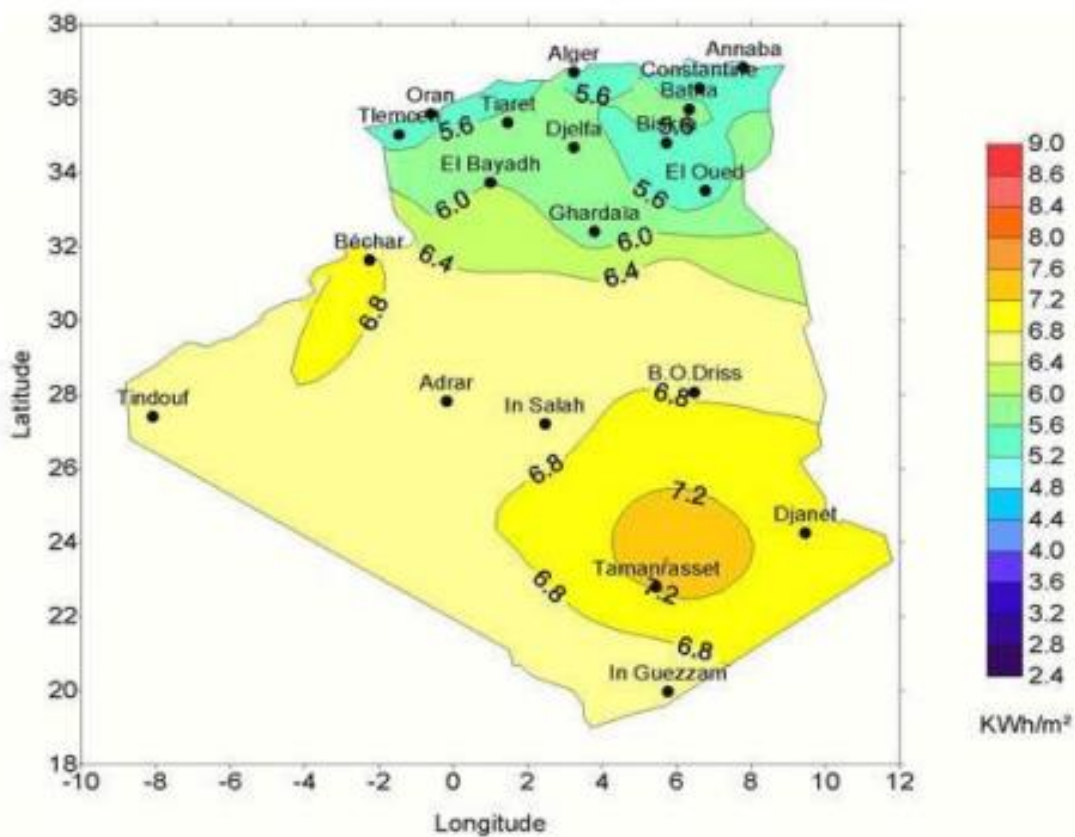 38
36
34
32
30
28
26
24
22
20
18
Latitude
-10 -8 -6 -4 -2 0 2 4 6 8 10 12
Longitude
Annaba
Alger
Constantine
Oran
Batna
Tlemcen
Tiaret
5.6
5.6
Djelfa
Biskra
5.6
El Bayadh
El Oued
5.6
6.0
Ghardaïa
6.0
Béchar
6.4
6.4
6.8
Tindouf
Adrar
In Salah
B.O.Driss
6.8
6.8
7.2
Djanet
Tamanrasset
7.2
6.8
6.8
In Guezzam
9.0
8.6
8.4
8.0
7.6
7.2
6.8
6.4
6.0
5.6
5.2
4.8
4.4
4.0
3.6
3.2
2.8
2.4
KWh/m²